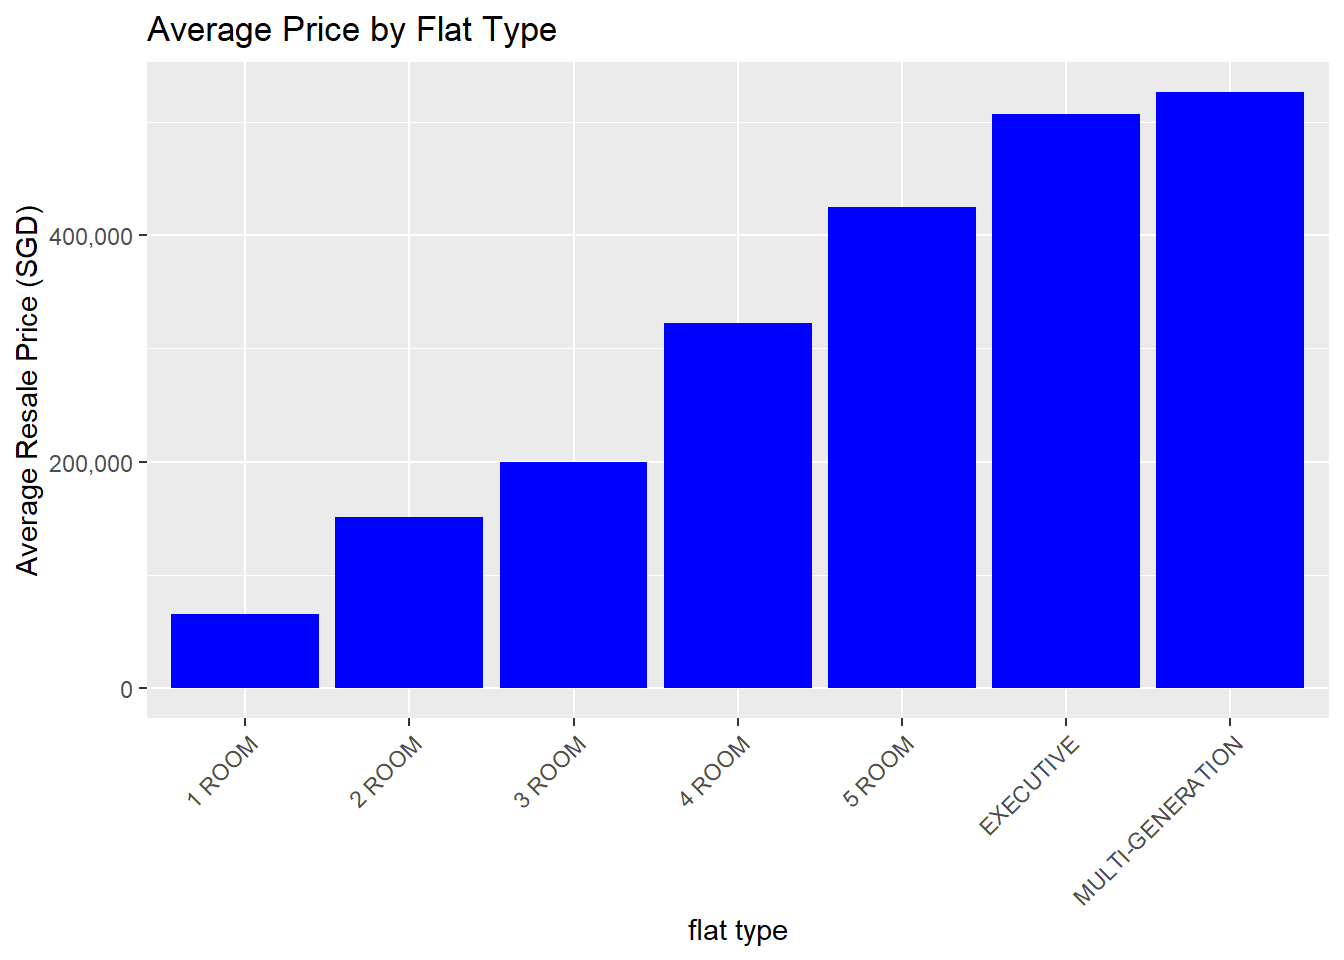 Average Price by Flat Type
Average Resale Price (SGD)
400,000
200,000
0
1 ROOM
2 ROOM
3 ROOM
4 ROOM
5 ROOM
EXECUTIVE
MULTI-GENERATION
flat type